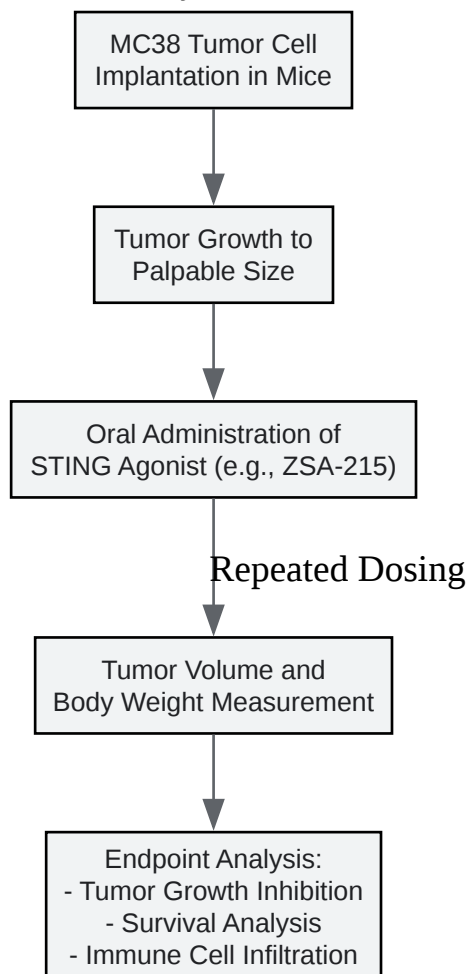 MC38 Tumor Cell
Implantation in Mice
Tumor Growth to
Palpable Size
Oral Administration of
STING Agonist (e.g., ZSA-215)
Repeated Dosing
Tumor Volume and
Body Weight Measurement
Endpoint Analysis:
- Tumor Growth Inhibition
- Survival Analysis
- Immune Cell Infiltration